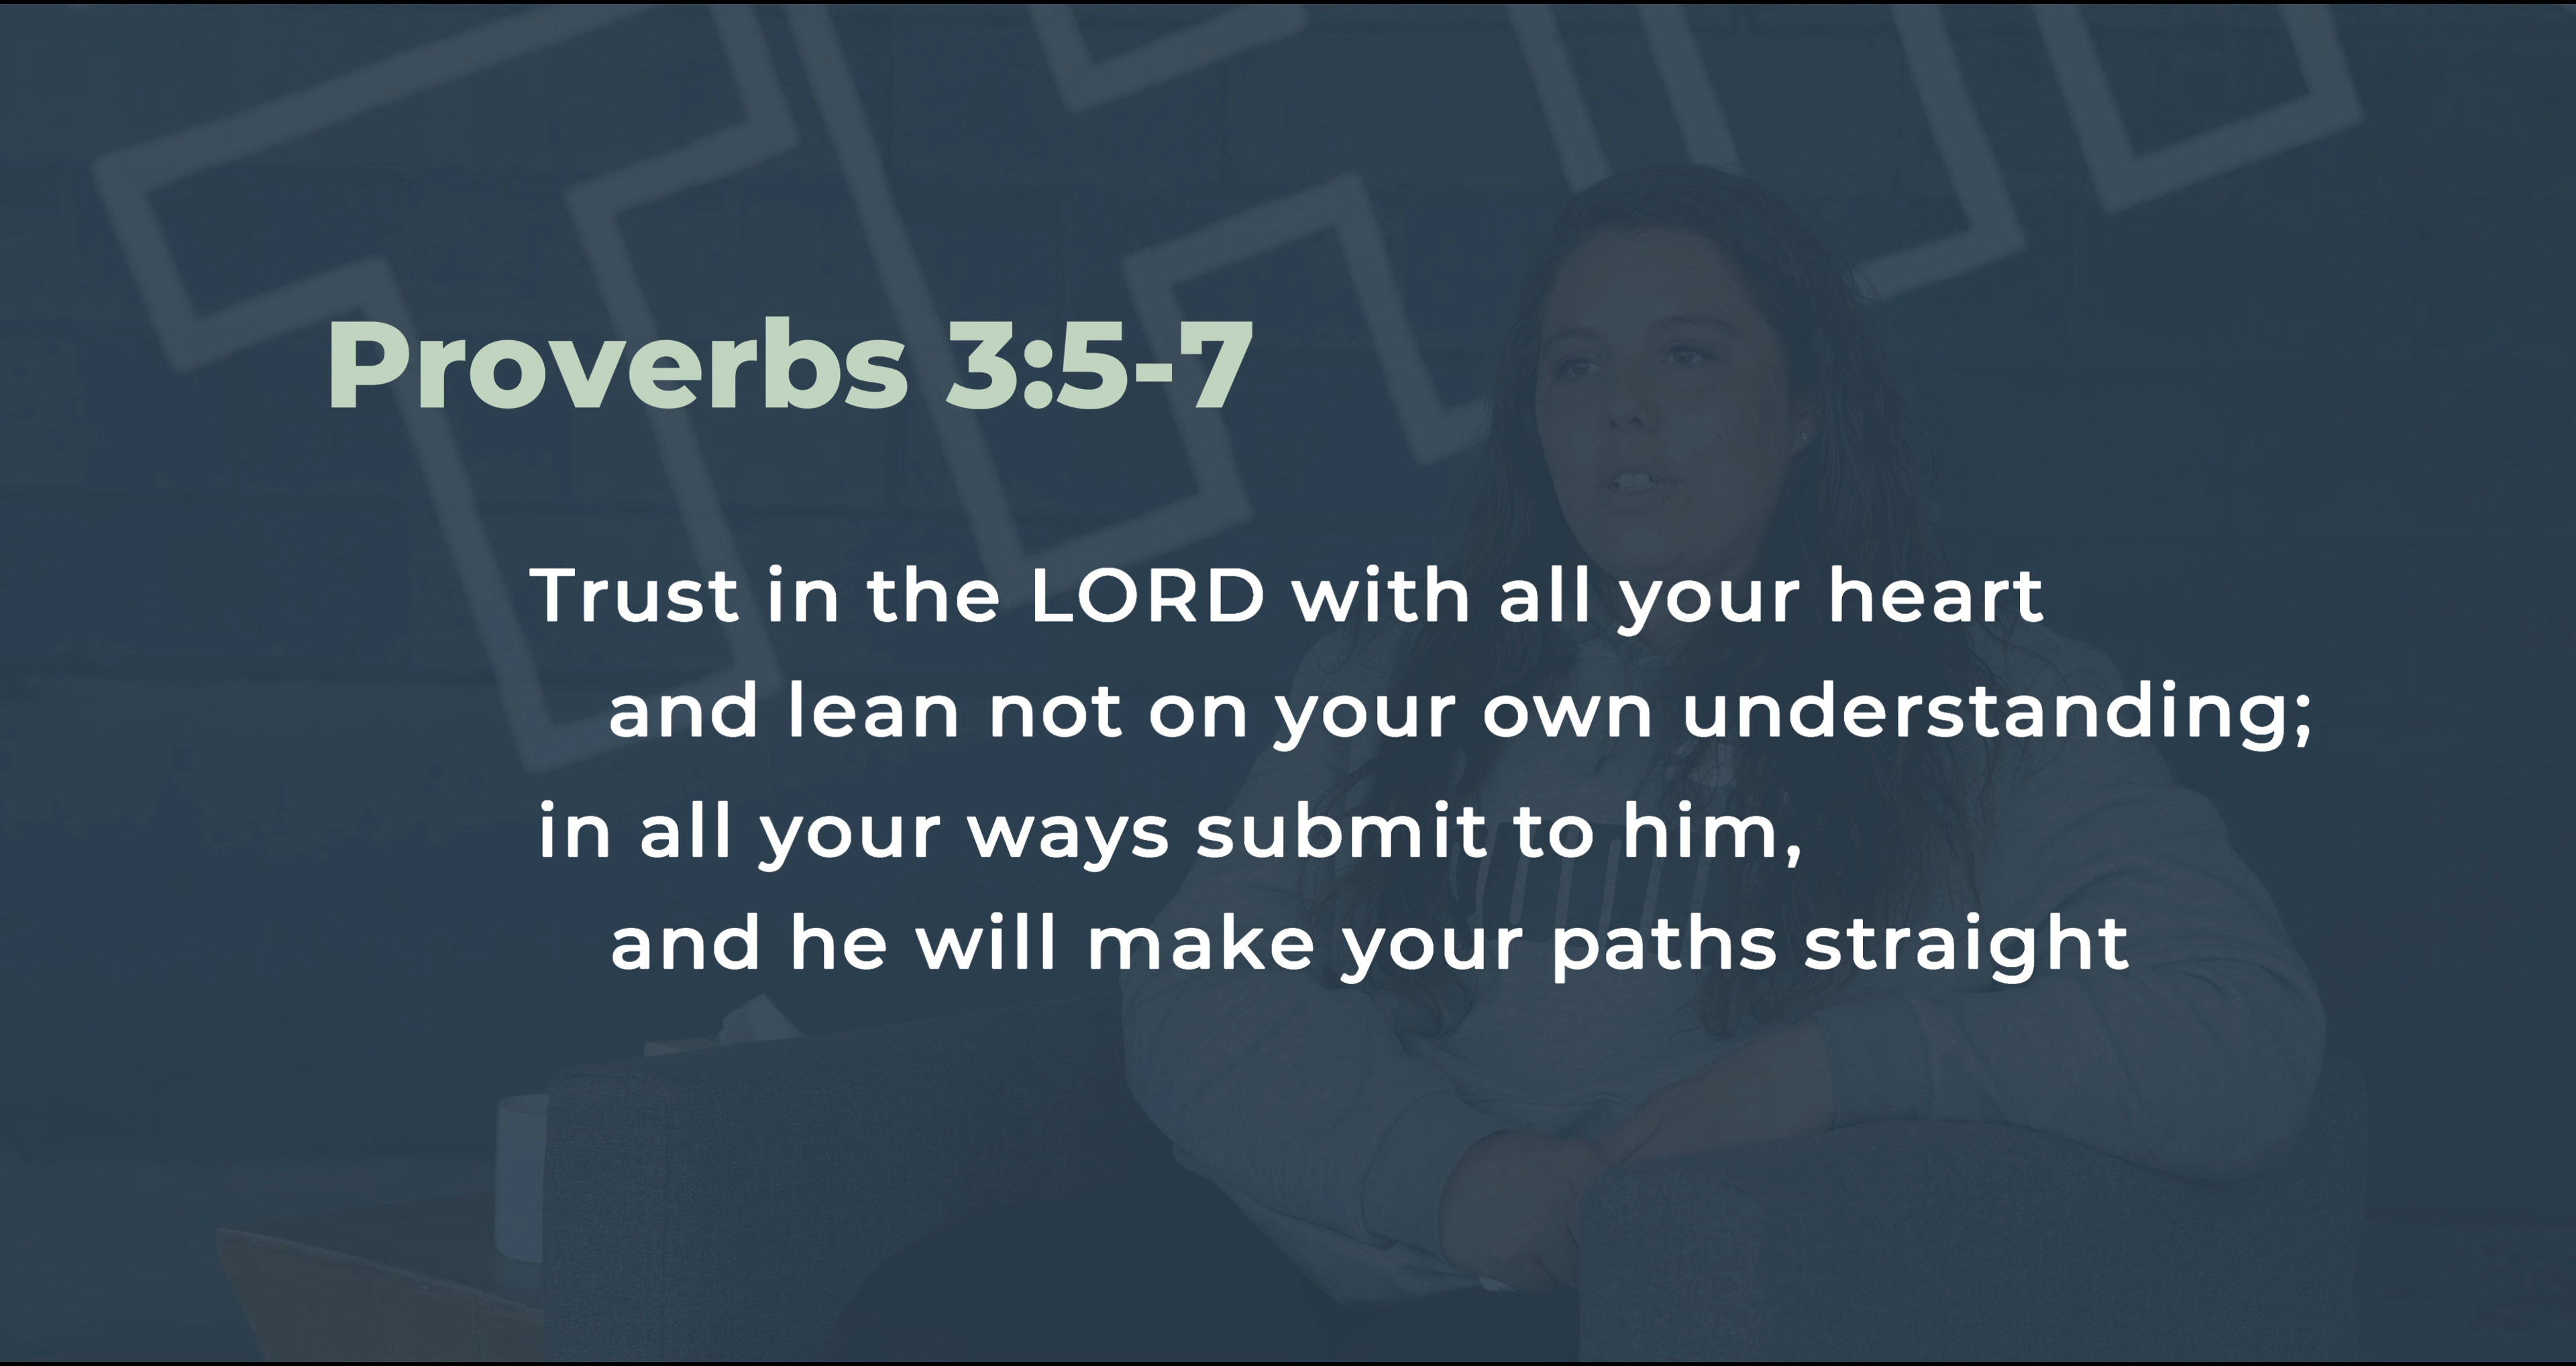 Proverbs 3:5-7
Trust in the LORD with all your heart
and lean not on your own understanding;
in all your ways submit to him,
and he will make your paths straight